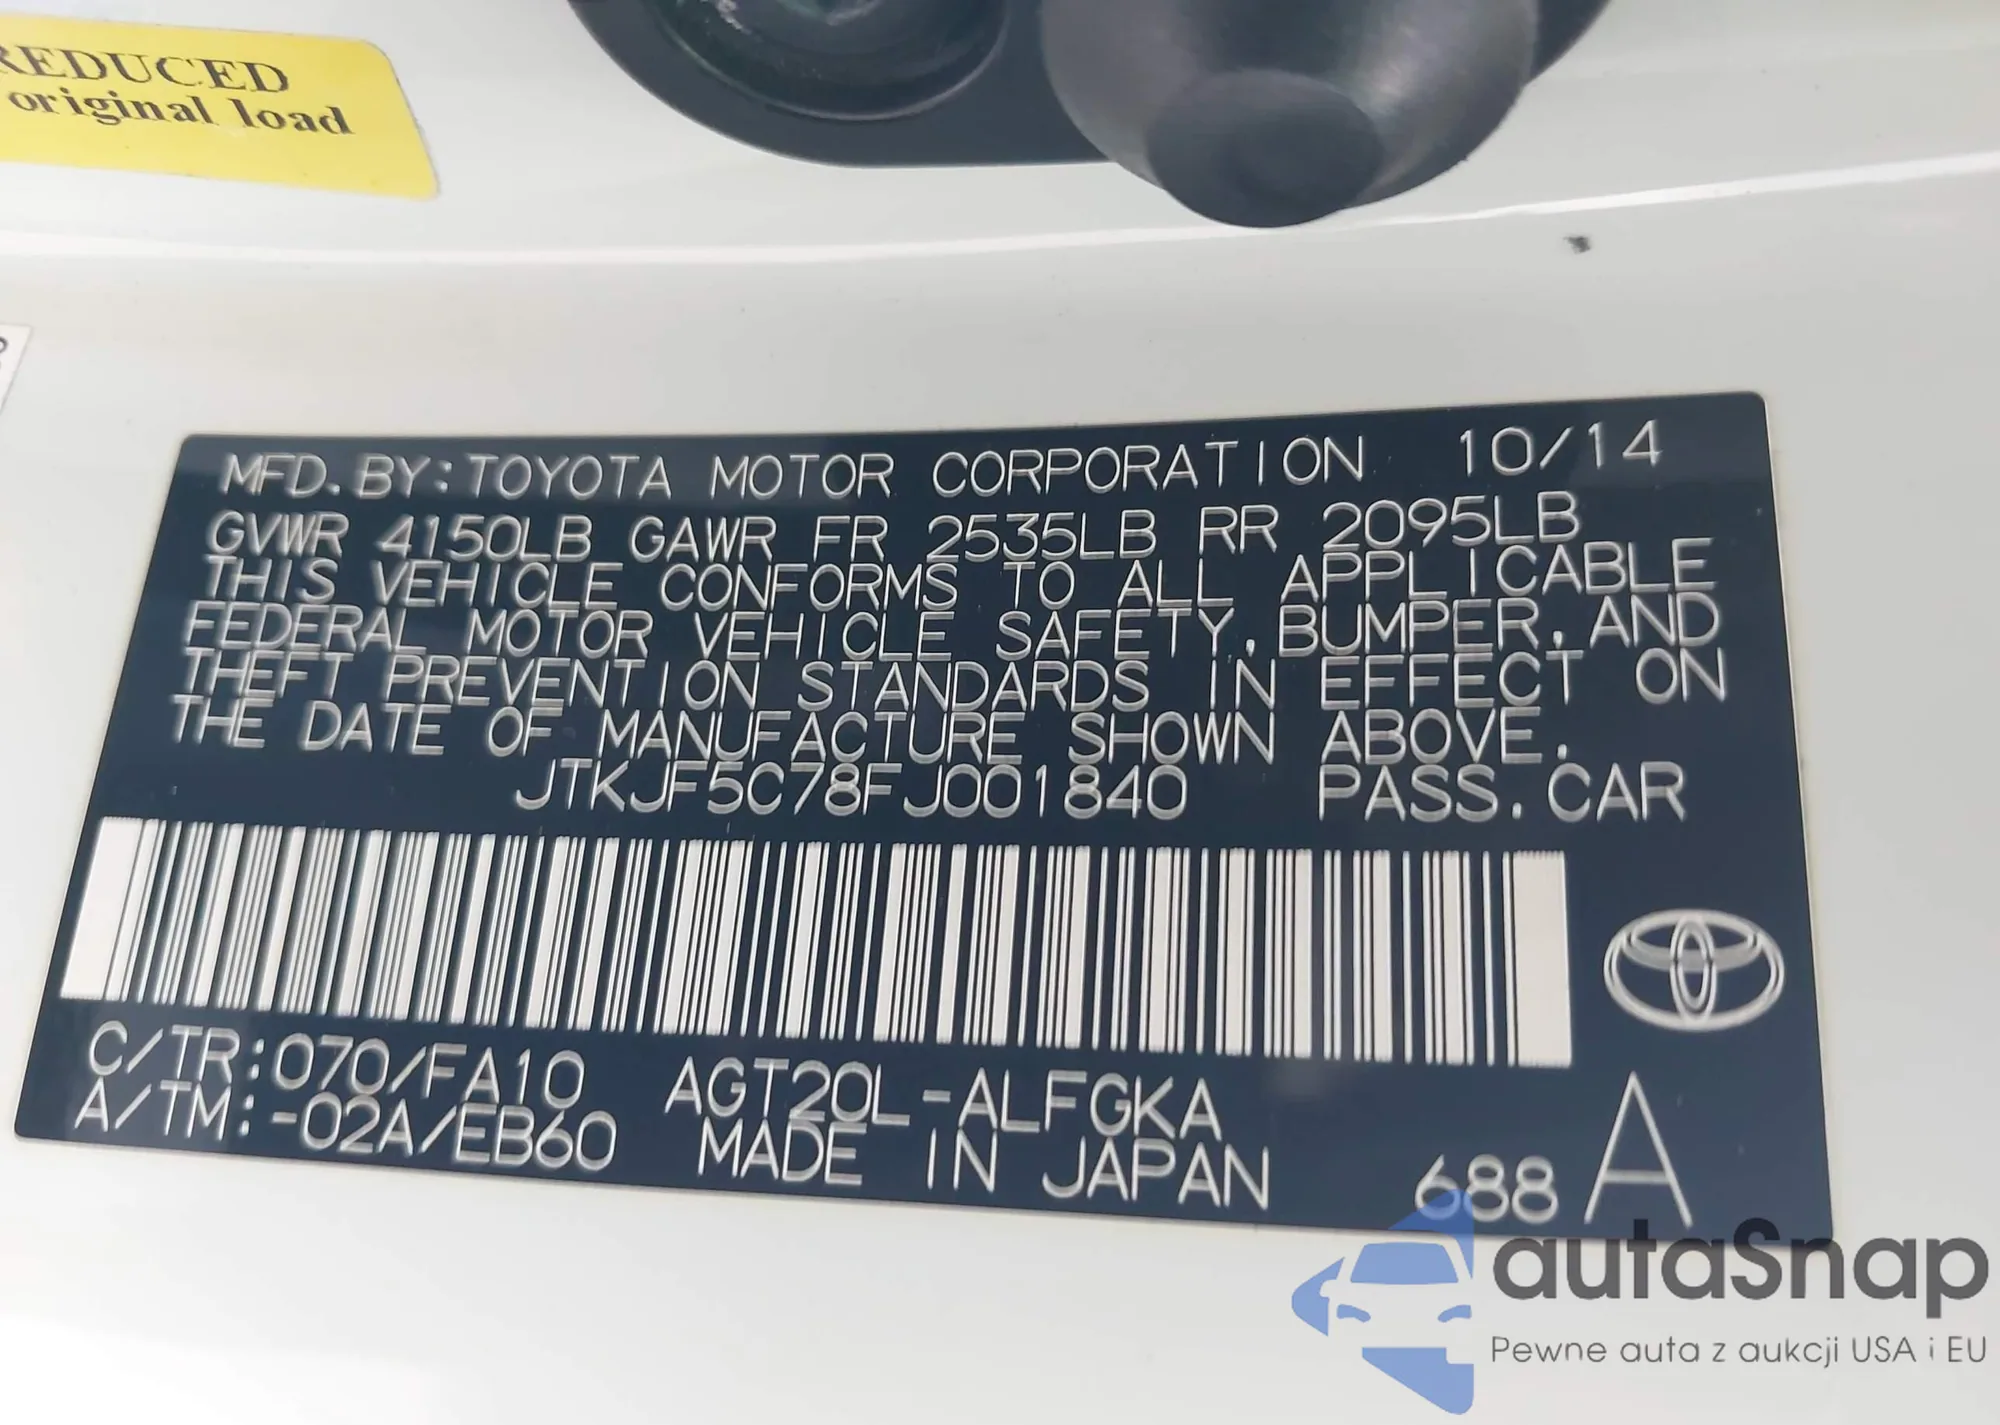 REDUCED
original load
MFD. BY: TOYOTA MOTOR CORPORATION 10/14
GVWR 4150LB GAWR FR 2535LB RR 2095LB
THIS VEHICLE CONFORMS TO ALL APPLICABLE
FEDERAL MOTOR VEHICLE SAFETY, BUMPER, AND
THEFT PREVENTION STANDARDS IN EFFECT ON
THE DATE OF MANUFACTURE SHOWN ABOVE.
JTKJF5C78FJ001840 PASS. CAR
C/TR:070/FA10 AGT20L-ALFGKA
A/TM:-02A/EB60 MADE IN JAPAN 688 A
autaSnap
Pewne auta z aukcji USA i EU